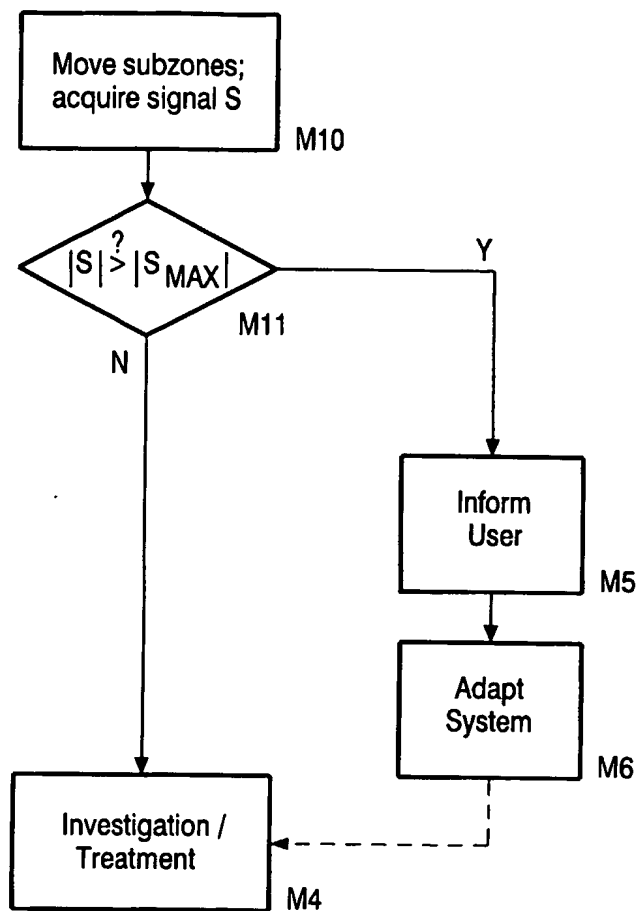 Move subzones;
acquire signal S
M10
?
|S| > |S MAX|
M11
Y
N
Inform
User
M5
Adapt
System
M6
Investigation /
Treatment
M4